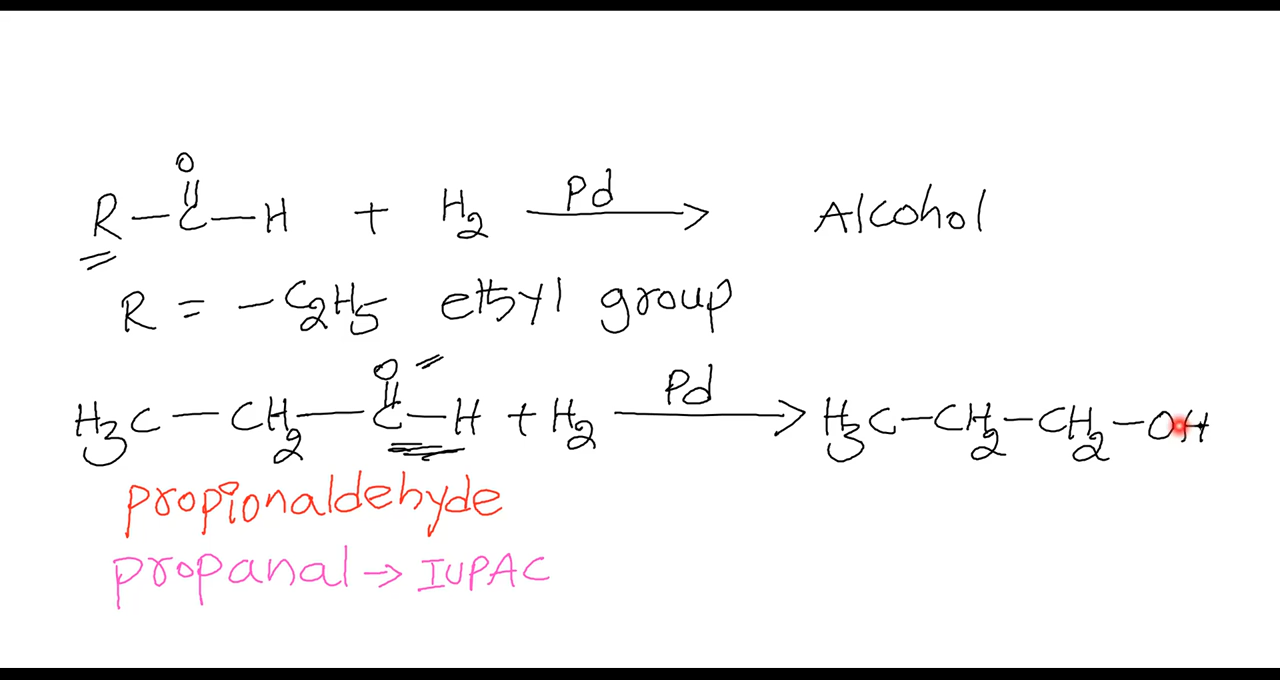 O
R — C — H + H2 Pd Alcohol
R = — C2H5 ethyl group
O
H3C — CH2 — C — H + H2 Pd H3C — CH2 — CH2 — OH
propionaldehyde
propanal → IUPAC